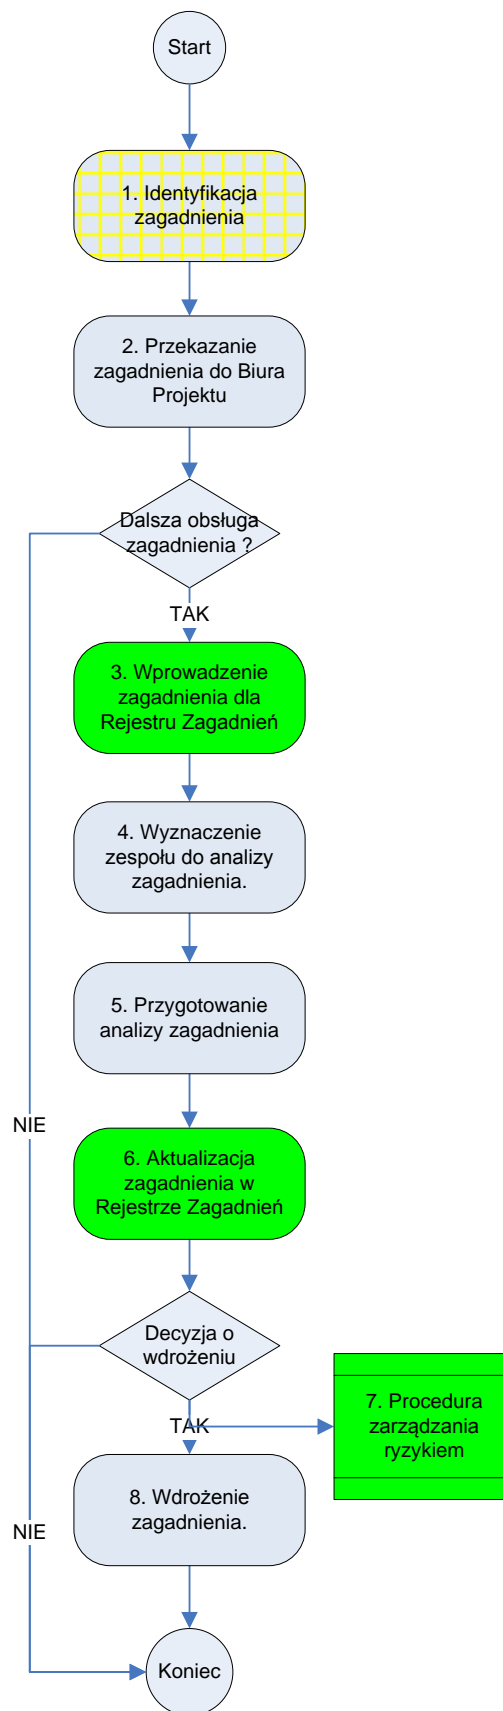 Start
1. Identyfikacja
zagadnienia
2. Przekazanie
zagadnienia do Biura
Projektu
Dalsza obsługa
zagadnienia ?
TAK
3. Wprowadzenie
zagadnienia dla
Rejestru Zagadnień
4. Wyznaczenie
zespołu do analizy
zagadnienia.
5. Przygotowanie
analizy zagadnienia
NIE
6. Aktualizacja
zagadnienia w
Rejestrze Zagadnień
Decyzja o
wdrożeniu
TAK
7. Procedura
zarządzania
ryzykiem
8. Wdrożenie
zagadnienia.
NIE
Koniec